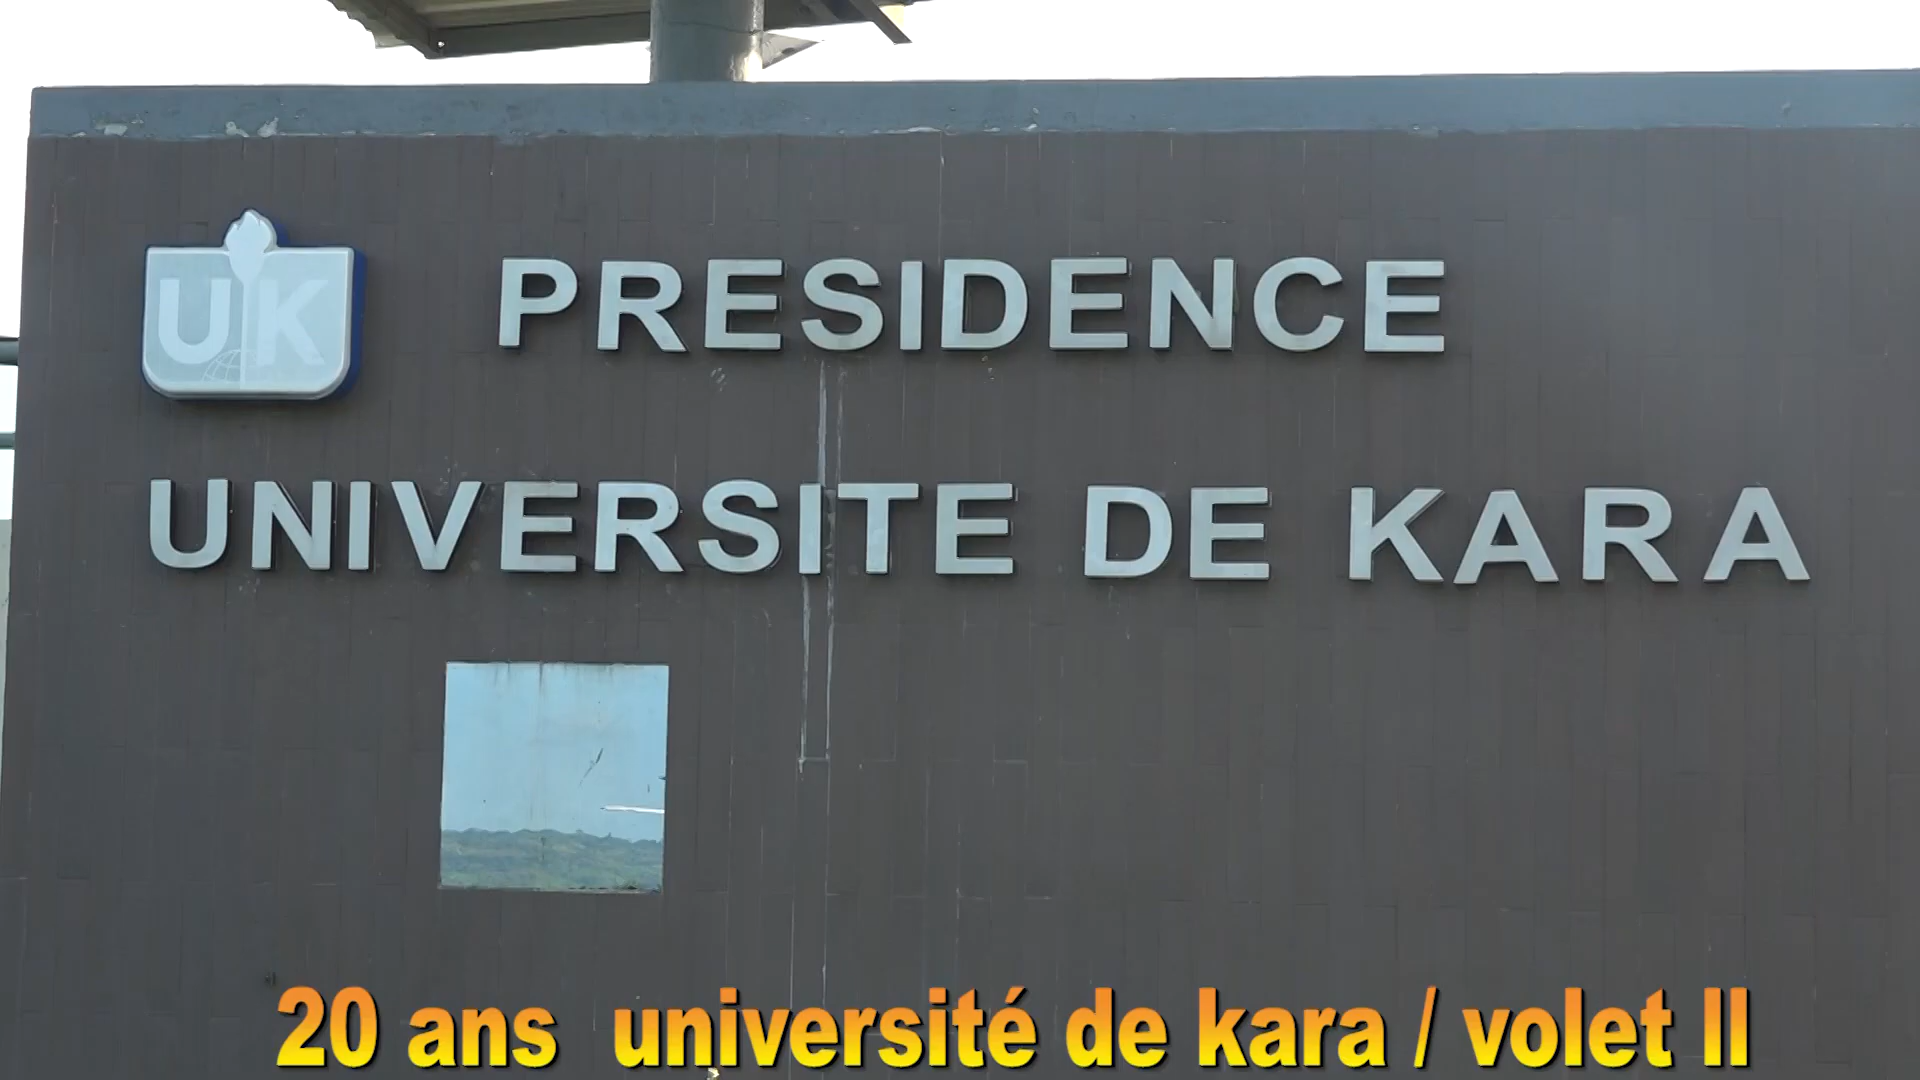 UK
PRESIDENCE
UNIVERSITE DE KARA
20 ans université de kara / volet II